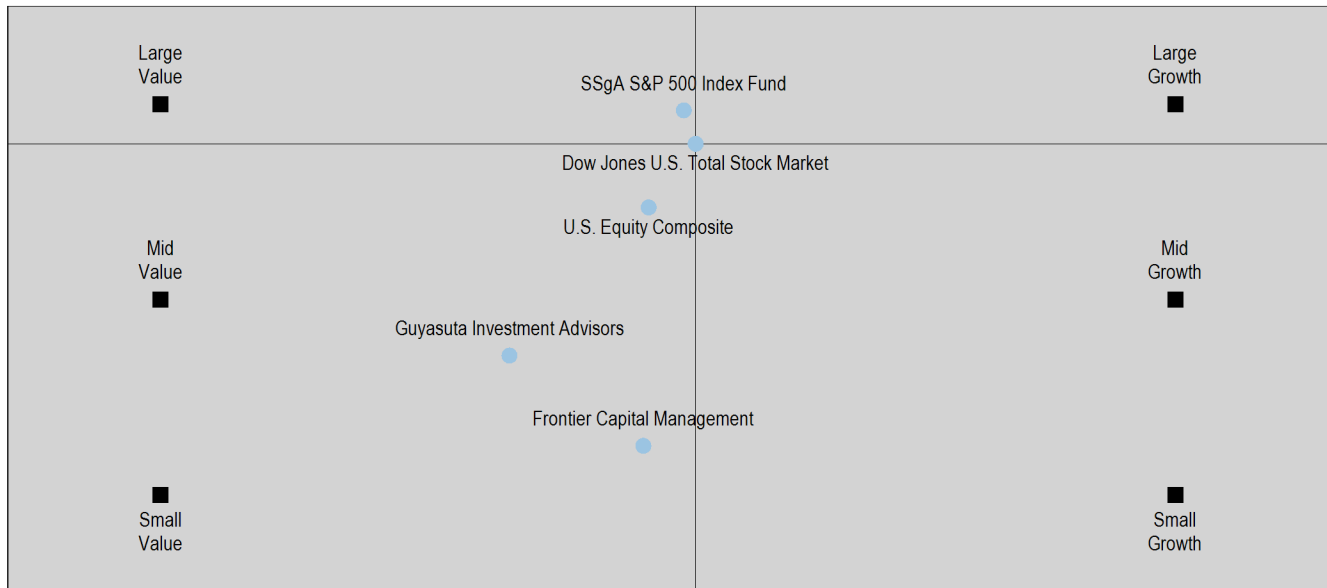 Large
Value
Large
Growth
SSgA S&P 500 Index Fund
Dow Jones U.S. Total Stock Market
U.S. Equity Composite
Mid
Value
Mid
Growth
Guyasuta Investment Advisors
Frontier Capital Management
Small
Value
Small
Growth